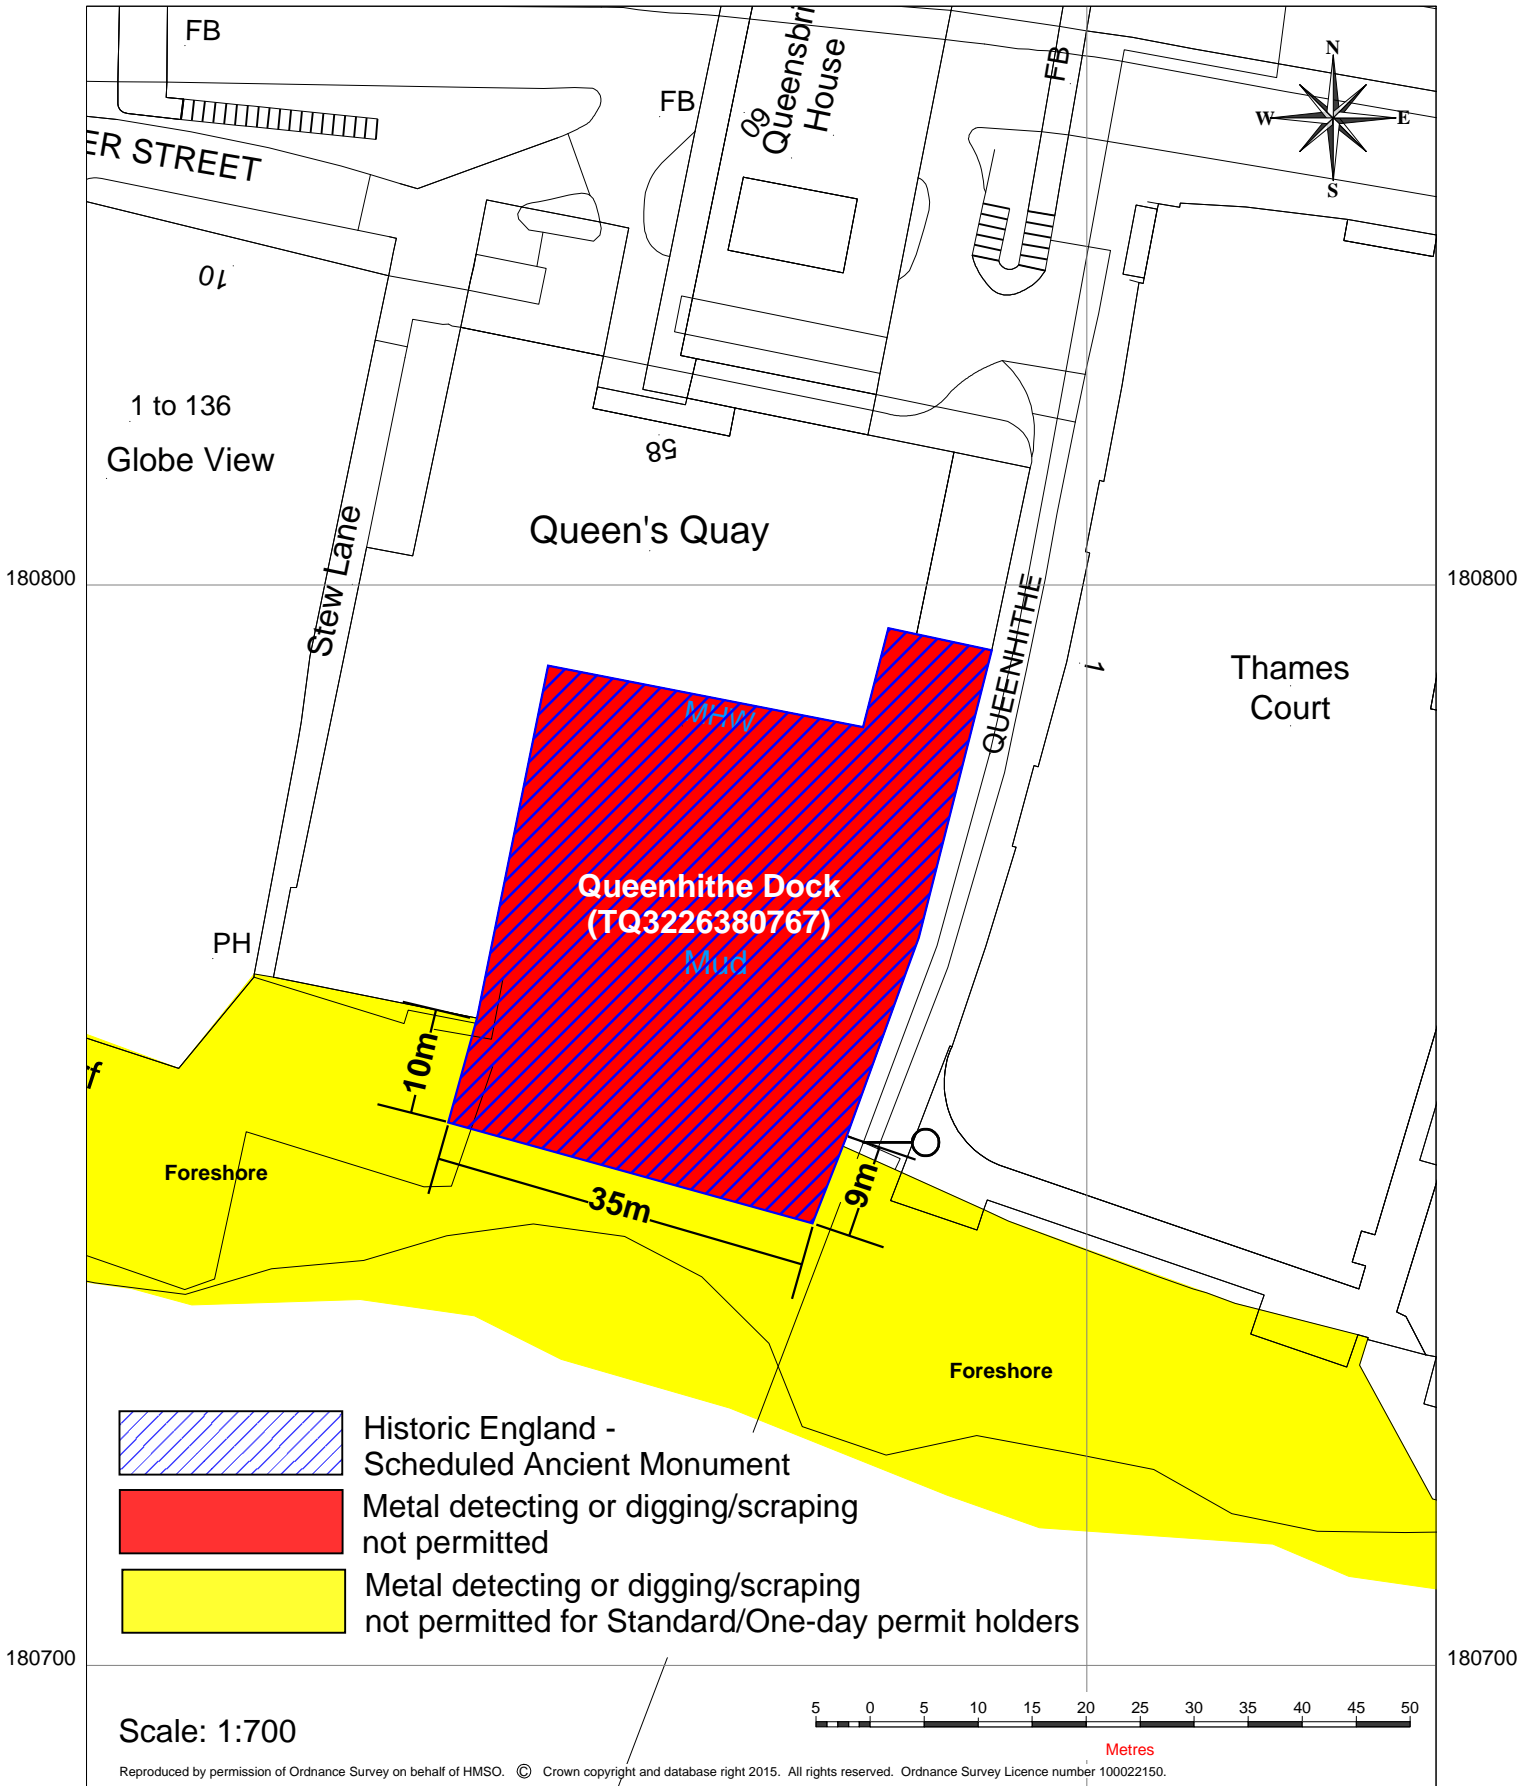 FB
FB
Queensbri
House
60
FB
N
W
E
S
ER STREET
10
1 to 136
Globe View
58
Queen's Quay
Stew Lane
180800
180800
QUEENHITHE
1
Thames
Court
MHW
Queenhithe Dock
(TQ3226380767)
Mud
PH
10m
rf
Foreshore
35m
9m
Foreshore
Historic England -
Scheduled Ancient Monument
Metal detecting or digging/scraping
not permitted
Metal detecting or digging/scraping
not permitted for Standard/One-day permit holders
180700
180700
Scale: 1:700
5 0 5 10 15 20 25 30 35 40 45 50
Metres
Reproduced by permission of Ordnance Survey on behalf of HMSO. © Crown copyright and database right 2015. All rights reserved. Ordnance Survey Licence number 100022150.